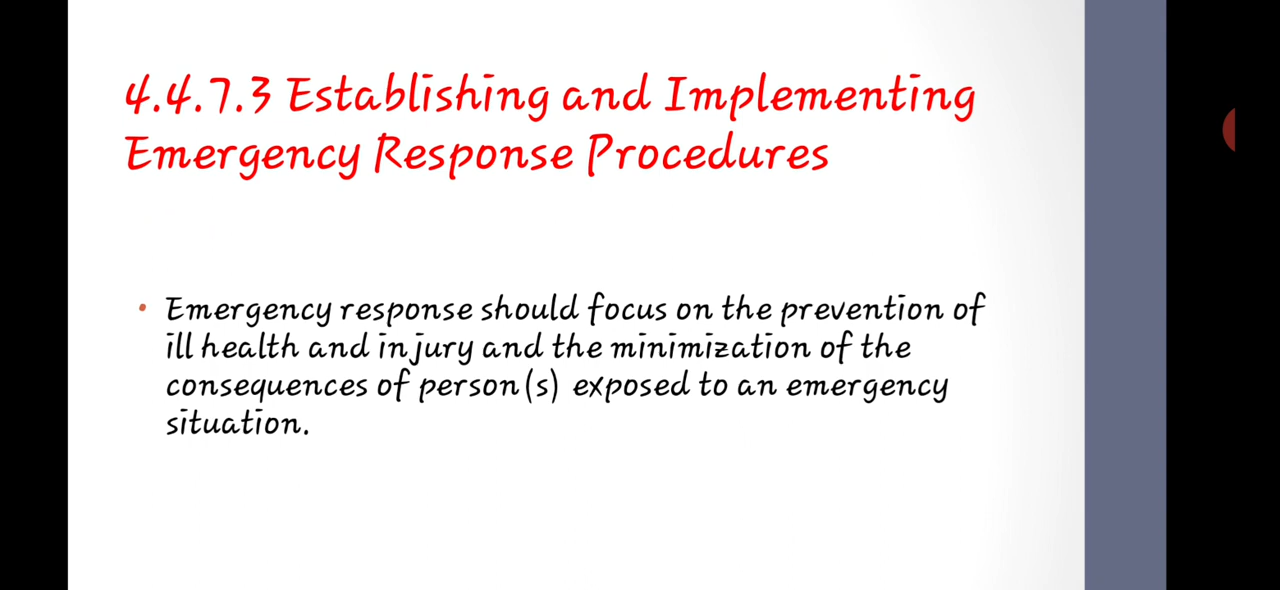 4.4.7.3 Establishing and Implementing
Emergency Response Procedures
• Emergency response should focus on the prevention of
ill health and injury and the minimization of the
consequences of person(s) exposed to an emergency
situation.